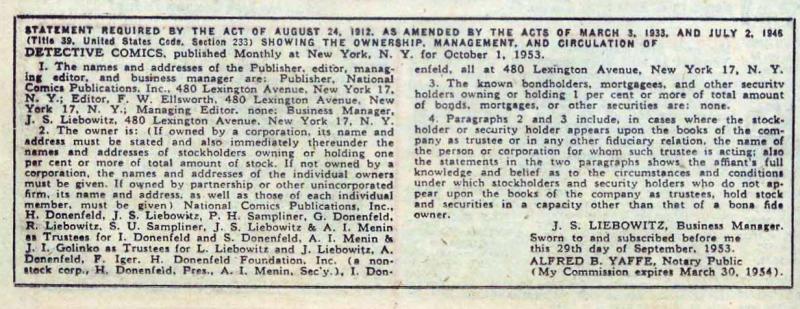 STATEMENT REQUIRED BY THE ACT OF AUGUST 24, 1912, AS AMENDED BY THE ACTS OF MARCH 3, 1933, AND JULY 2, 1946
(Title 39, United States Code, Section 233) SHOWING THE OWNERSHIP, MANAGEMENT, AND CIRCULATION OF
DETECTIVE COMICS, published Monthly at New York, N. Y. for October 1, 1953.
1. The names and addresses of the Publisher, editor, manag-
ing editor, and business manager are: Publisher, National
Comics Publications, Inc., 480 Lexington Avenue, New York 17,
N. Y.; Editor, F. W. Ellsworth, 480 Lexington Avenue, New
York 17, N. Y.; Managing Editor, none; Business Manager,
J. S. Liebowitz, 480 Lexington Avenue, New York 17, N. Y.
2. The owner is: (If owned by a corporation, its name and
address must be stated and also immediately thereunder the
names and addresses of stockholders owning or holding one
per cent or more of total amount of stock. If not owned by a
corporation, the names and addresses of the individual owners
must be given. If owned by partnership or other unincorporated
firm, its name and address, as well as those of each individual
member, must be given) National Comics Publications, Inc.,
H. Donenfeld, J. S. Liebowitz, P. H. Sampliner, G. Donenfeld,
R. Liebowitz, S. U. Sampliner, J. S. Liebowitz & A. I. Menin
as Trustees for I. Donenfeld and S. Donenfeld, A. I. Menin &
J. I. Golinko as Trustees for L. Liebowitz and J. Liebowitz, A.
Donenfeld, F. Iger, H. Donenfeld Foundation, Inc. (a non-
stock corp., H. Donenfeld, Pres., A. I. Menin, Sec'y.), I. Don-
enfeld, all at 480 Lexington Avenue, New York 17, N. Y.
3. The known bondholders, mortgagees, and other security
holders owning or holding 1 per cent or more of total amount
of bonds, mortgages, or other securities are: none.
4. Paragraphs 2 and 3 include, in cases where the stock-
holder or security holder appears upon the books of the com-
pany as trustee or in any other fiduciary relation, the name of
the person or corporation for whom such trustee is acting; also
the statements in the two paragraphs shows the affiant's full
knowledge and belief as to the circumstances and conditions
under which stockholders and security holders who do not ap-
pear upon the books of the company as trustees, hold stock
and securities in a capacity other than that of a bona fide
owner.
J. S. LIEBOWITZ, Business Manager.
Sworn to and subscribed before me
this 29th day of September, 1953.
ALFRED B. YAFFE, Notary Public
(My Commission expires March 30, 1954).